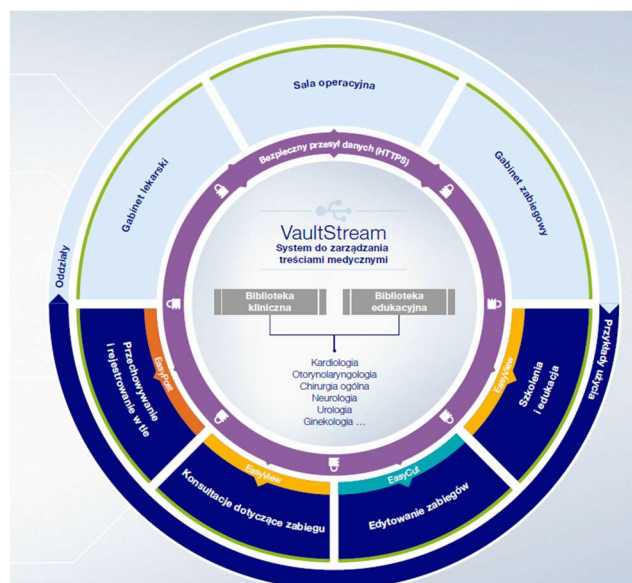 Sala operacyjna
Gabinet lekarski
Gabinet zabiegowy
Bezpieczny przesył danych (HTTPS)
Oddziały
Przykłady użycia
VaultStream
System do zarządzania
treściami medycznymi
Biblioteka
kliniczna
Biblioteka
edukacyjna
Kardiologia
Otorynolaryngologia
Chirurgia ogólna
Neurologia
Urologia
Ginekologia ...
EasyPost
Przechowywanie
i rejestrowanie w tle
EasyView
Konsultacje dotyczące zabiegu
EasyCut
Edytowanie zabiegów
EasyView
Szkolenia
i edukacja